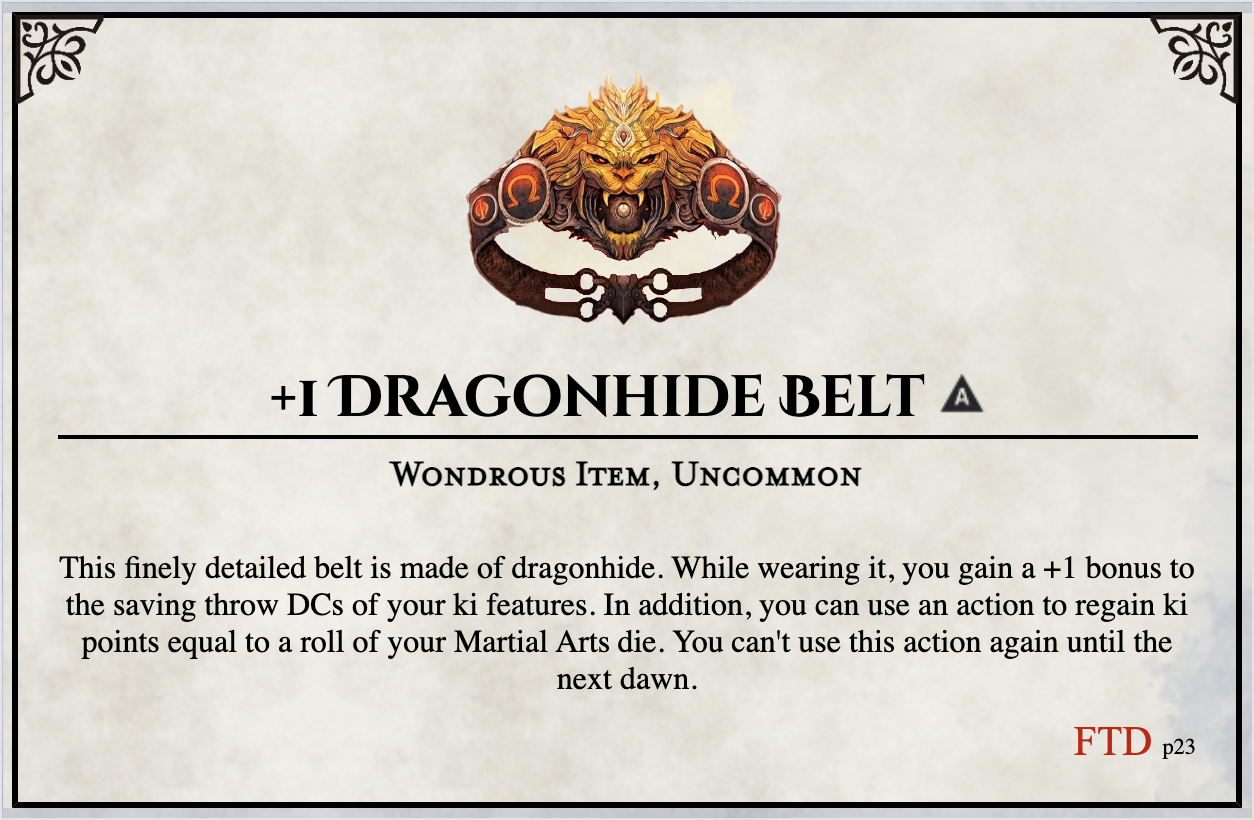 +1 Dragonhide Belt A
Wondrous Item, Uncommon
This finely detailed belt is made of dragonhide. While wearing it, you gain a +1 bonus to
the saving throw DCs of your ki features. In addition, you can use an action to regain ki
points equal to a roll of your Martial Arts die. You can't use this action again until the
next dawn.
FTD p23